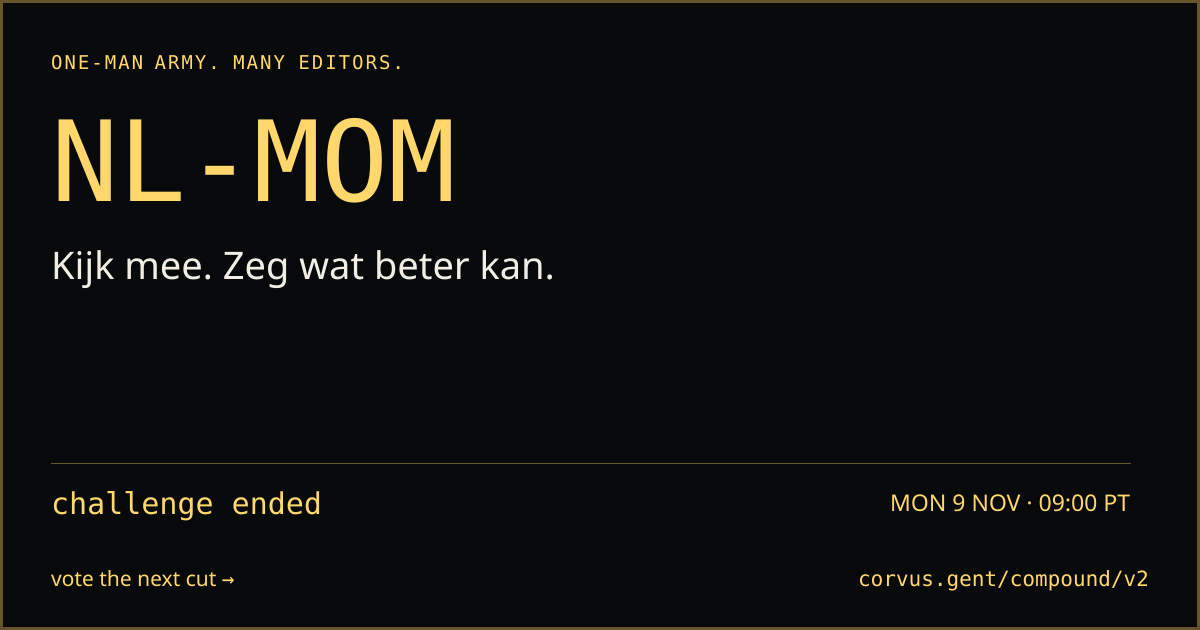 ONE-MAN ARMY. MANY EDITORS.
NL-MOM
Kijk mee. Zeg wat beter kan.
challenge ended
MON 9 NOV · 09:00 PT
vote the next cut →
corvus.gent/compound/v2